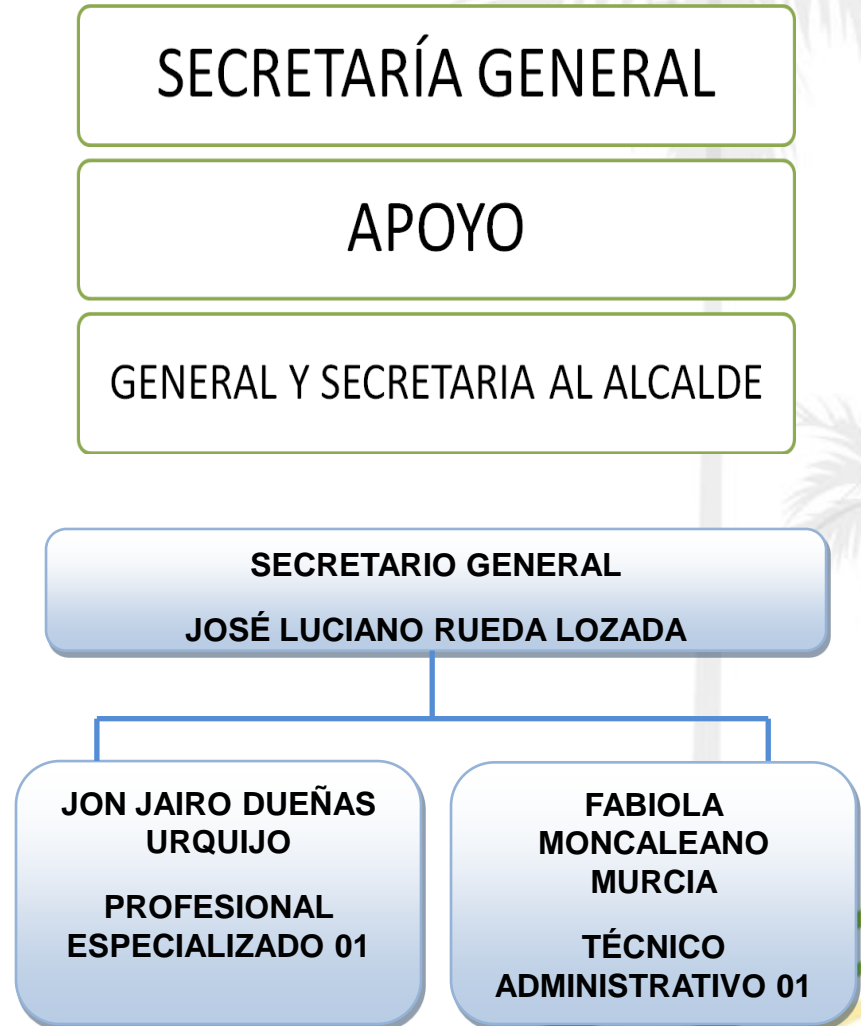 SECRETARÍA GENERAL
APOYO
GENERAL Y SECRETARIA AL ALCALDE
SECRETARIO GENERAL
JOSÉ LUCIANO RUEDA LOZADA
JON JAIRO DUEÑAS
URQUIJO
PROFESIONAL
ESPECIALIZADO 01
FABIOLA
MONCALEANO
MURCIA
TÉCNICO
ADMINISTRATIVO 01